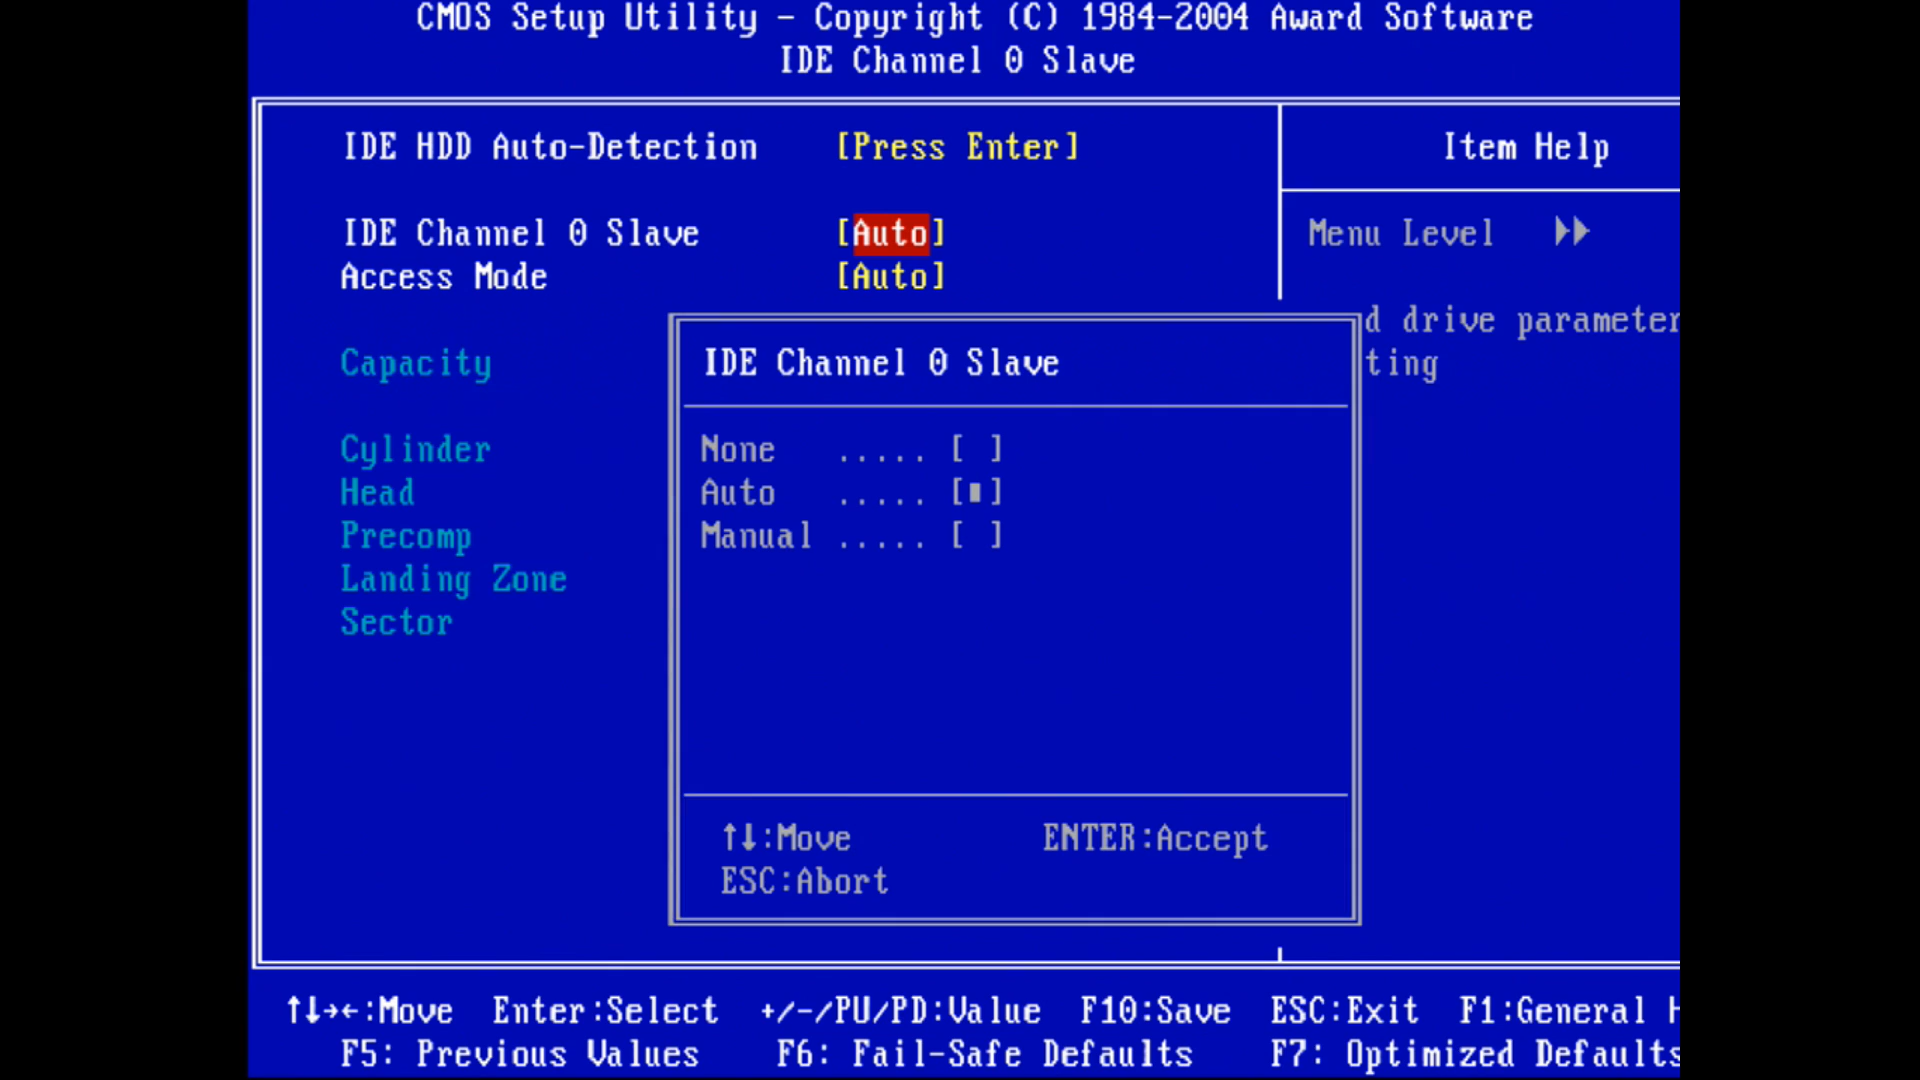 CMOS Setup Utility - Copyright (C) 1984-2004 Award Software
IDE Channel 0 Slave
IDE HDD Auto-Detection [Press Enter]
Item Help
IDE Channel 0 Slave [Auto]
Menu Level ▸▸
Access Mode [Auto]
d drive parameter
ting
Capacity
Cylinder
Head
Precomp
Landing Zone
Sector
IDE Channel 0 Slave
None ..... [ ]
Auto ..... [■]
Manual ..... [ ]
↑↓:Move ENTER:Accept
ESC:Abort
↑↓→←:Move Enter:Select +/-/PU/PD:Value F10:Save ESC:Exit F1:General
F5: Previous Values F6: Fail-Safe Defaults F7: Optimized Defaults